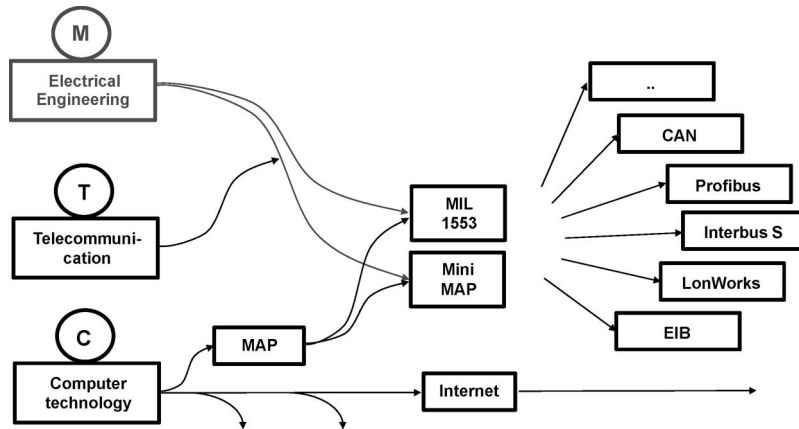 M
Electrical
Engineering
T
Telecommuni-
cation
C
Computer
technology
MAP
MIL
1553
Mini
MAP
Internet
..
CAN
Profibus
Interbus S
LonWorks
EIB